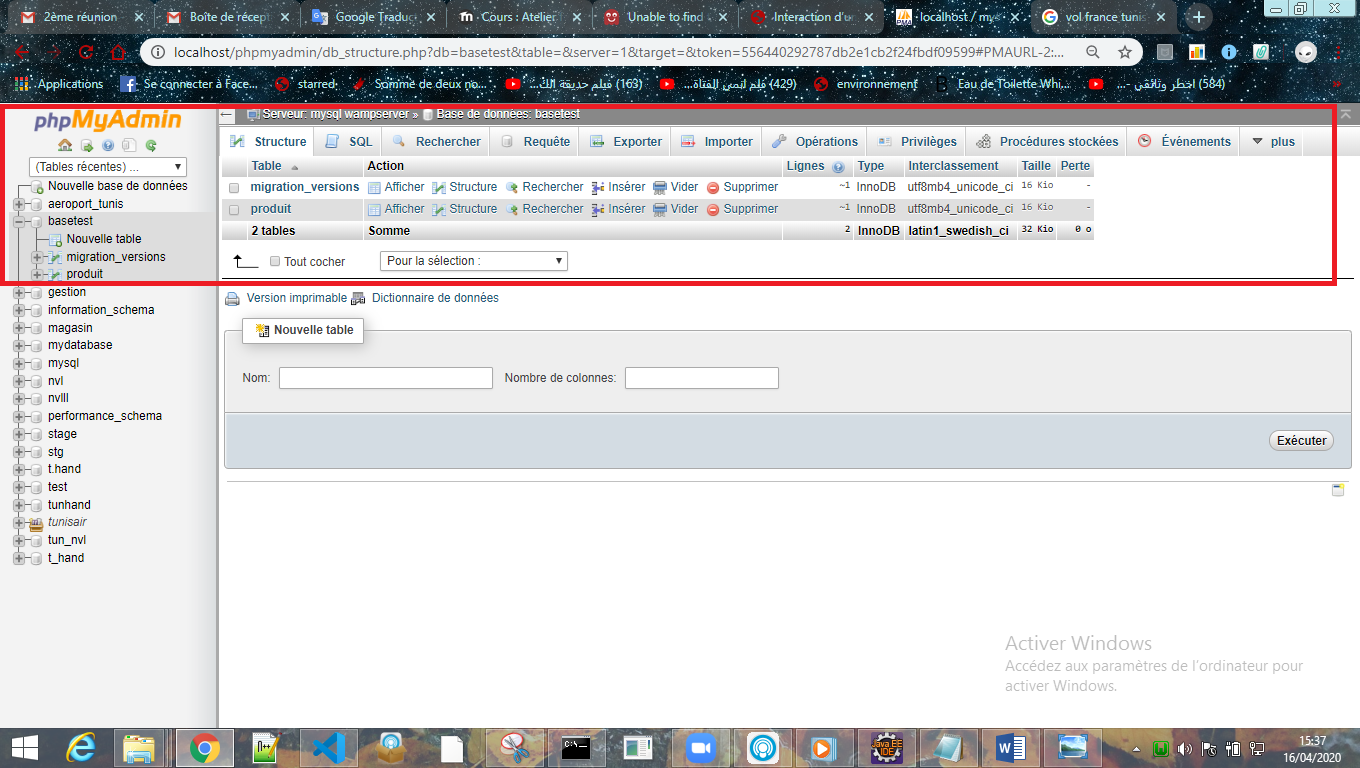 2ème réunion
Boîte de récept
Google Traduc
Cours : Atelier
Unable to find
Interaction d'u
localhost / my
vol france tunis
localhost/phpmyadmin/db_structure.php?db=basetest&table=&server=1&target=&token=556440292787db2e1cb2f24fbdf09599#PMAURL-2:...
Applications
Se connecter à Face...
starred
Somme de deux no...
(163) فيلم حديقة الك...
(429) فلم انمي الفتاة...
environnement
Eau de Toilette Whi...
(584) اخطر وثائقي -...
phpMyAdmin
(Tables récentes) ...
Nouvelle base de données
aeroport_tunis
basetest
Nouvelle table
migration_versions
produit
gestion
information_schema
magasin
mydatabase
mysql
nvl
nvlll
performance_schema
stage
stg
t.hand
test
tunhand
tunisair
tun_nvl
t_hand
Serveur: mysql wampserver » Base de données: basetest
Structure SQL Rechercher Requête Exporter Importer Opérations Privilèges Procédures stockées Événements plus
Table Action Lignes Type Interclassement Taille Perte
migration_versions Afficher Structure Rechercher Insérer Vider Supprimer ~1 InnoDB utf8mb4_unicode_ci 16 Kio -
produit Afficher Structure Rechercher Insérer Vider Supprimer ~1 InnoDB utf8mb4_unicode_ci 16 Kio -
2 tables Somme 2 InnoDB latin1_swedish_ci 32 Kio 0 o
Tout cocher Pour la sélection :
Version imprimable Dictionnaire de données
Nouvelle table
Nom: Nombre de colonnes:
Exécuter
Activer Windows
Accédez aux paramètres de l'ordinateur pour
activer Windows.
15:37
16/04/2020